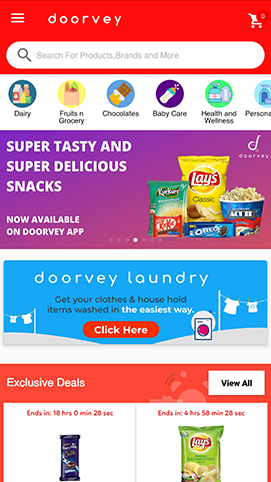 doorvey
0
Search For Products,Brands and More
Dairy
Fruits n
Grocery
Chocolates
Baby Care
Health and
Wellness
Persona
SUPER TASTY AND
SUPER DELICIOUS
SNACKS
NOW AVAILABLE
ON DOORVEY APP
d
doorvey
KurKure
Lay's
Classic
KitKat
OREO
ACT II
doorvey laundry
Get your clothes & house hold
items washed in the easiest way.
Click Here
Exclusive Deals
View All
Ends in: 18 hrs 0 min 28 sec
Ends in: 4 hrs 58 min 28 sec
Lay's